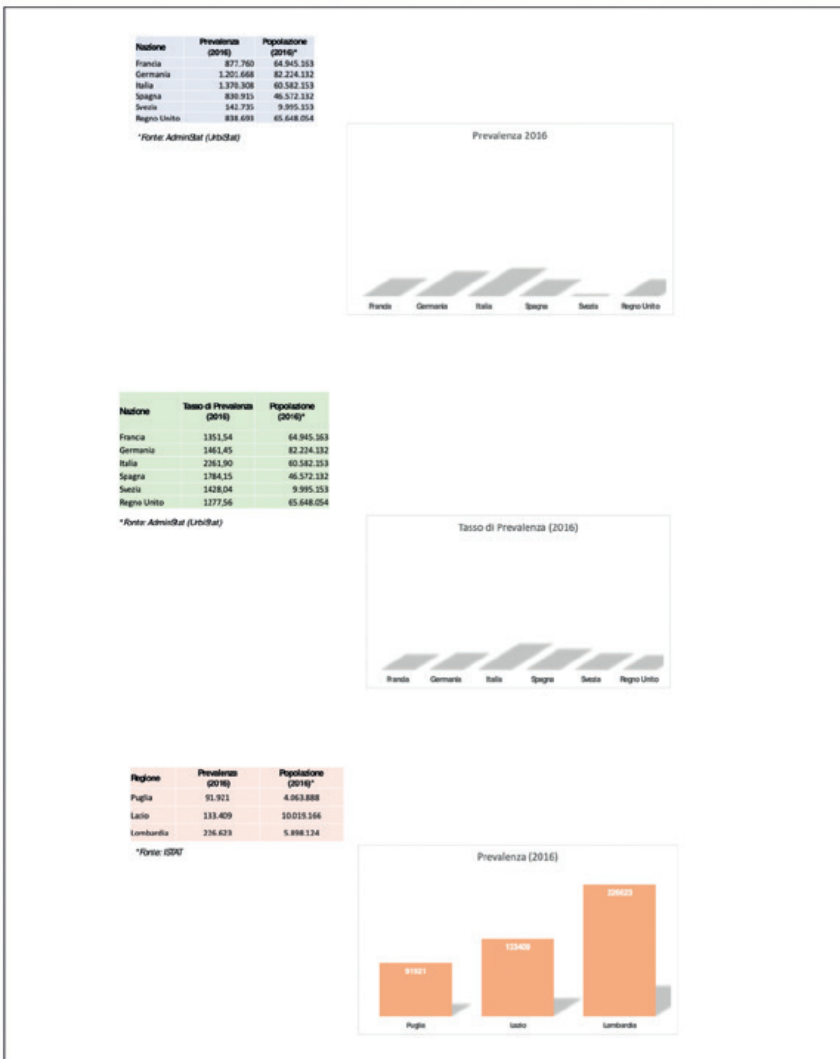 Nazione Prevalenza (2016) Popolazione (2016)*
Francia 877.760 64.945.163
Germania 1.201.668 82.224.132
Italia 1.370.308 60.582.153
Spagna 830.915 46.572.132
Svezia 142.735 9.995.153
Regno Unito 838.693 65.648.054
*Fonte: AdminStat (UrbiStat)
Prevalenza 2016
Francia Germania Italia Spagna Svezia Regno Unito
Nazione Tasso di Prevalenza (2016) Popolazione (2016)*
Francia 1351,54 64.945.163
Germania 1461,45 82.224.132
Italia 2261,90 60.582.153
Spagna 1784,15 46.572.132
Svezia 1428,04 9.995.153
Regno Unito 1277,56 65.648.054
*Fonte: AdminStat (UrbiStat)
Tasso di Prevalenza (2016)
Francia Germania Italia Spagna Svezia Regno Unito
Regione Prevalenza (2016) Popolazione (2016)*
Puglia 91.921 4.063.888
Lazio 133.409 10.019.166
Lombardia 226.623 5.898.124
*Fonte: ISTAT
Prevalenza (2016)
226623
133409
91921
Puglia Lazio Lombardia